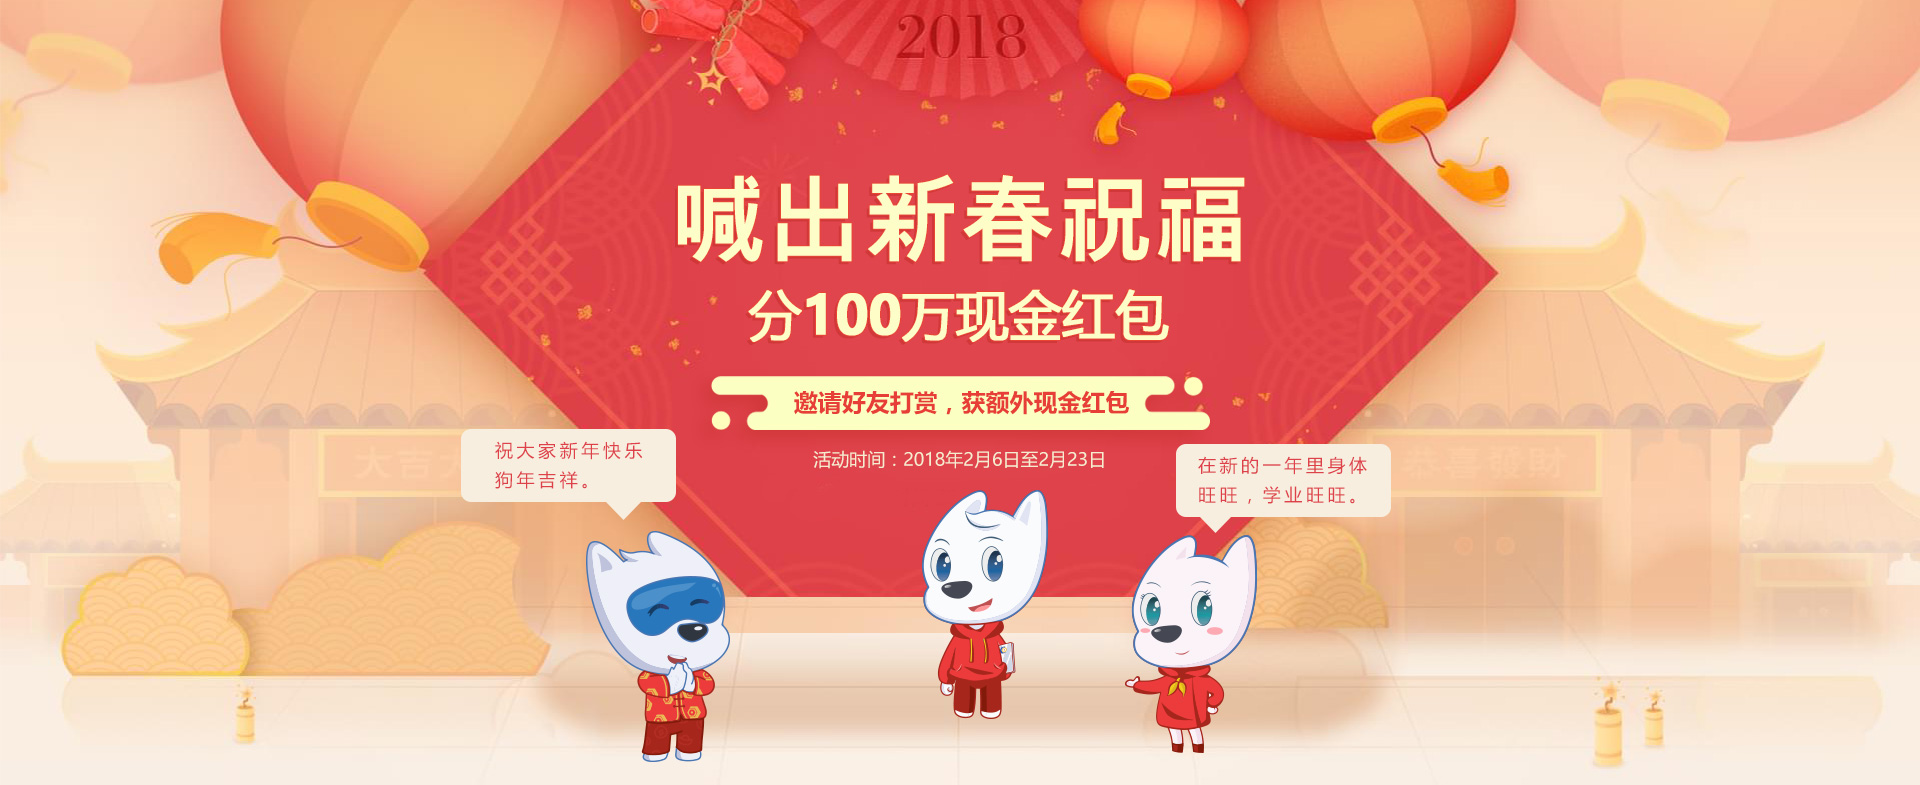 2018
喊出新春祝福
分100万现金红包
邀请好友打赏，获额外现金红包
活动时间：2018年2月6日至2月23日
祝大家新年快乐
狗年吉祥。
在新的一年里身体
旺旺，学业旺旺。
大吉大